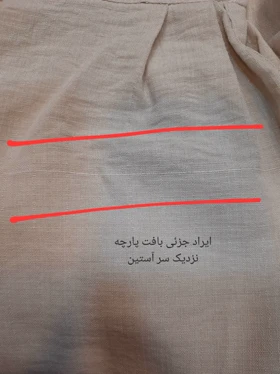 ایراد جزئی بافت پارچه
نزدیک سر آستین